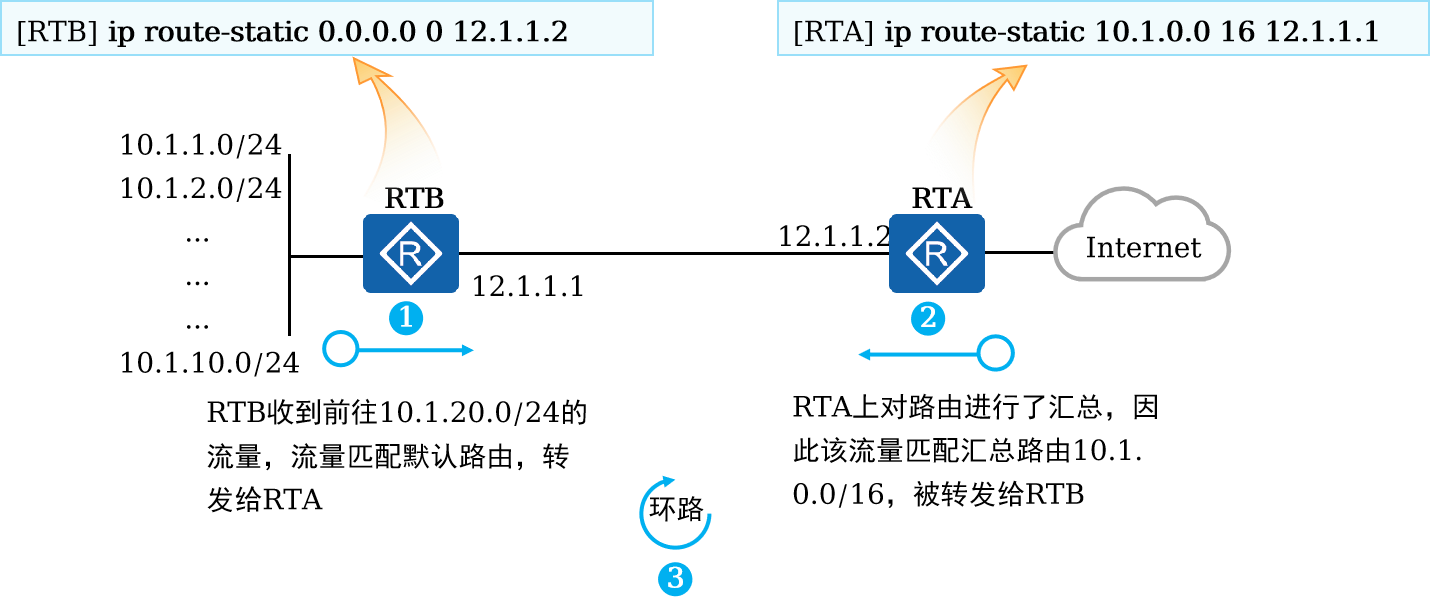 [RTB] ip route-static 0.0.0.0 0 12.1.1.2
[RTA] ip route-static 10.1.0.0 16 12.1.1.1
10.1.1.0/24
10.1.2.0/24
...
...
...
10.1.10.0/24
RTB
R
12.1.1.1
12.1.1.2
RTA
R
Internet
1
2
RTB收到前往10.1.20.0/24的
流量，流量匹配默认路由，转
发给RTA
RTA上对路由进行了汇总，因
此该流量匹配汇总路由10.1.
0.0/16，被转发给RTB
环路
3